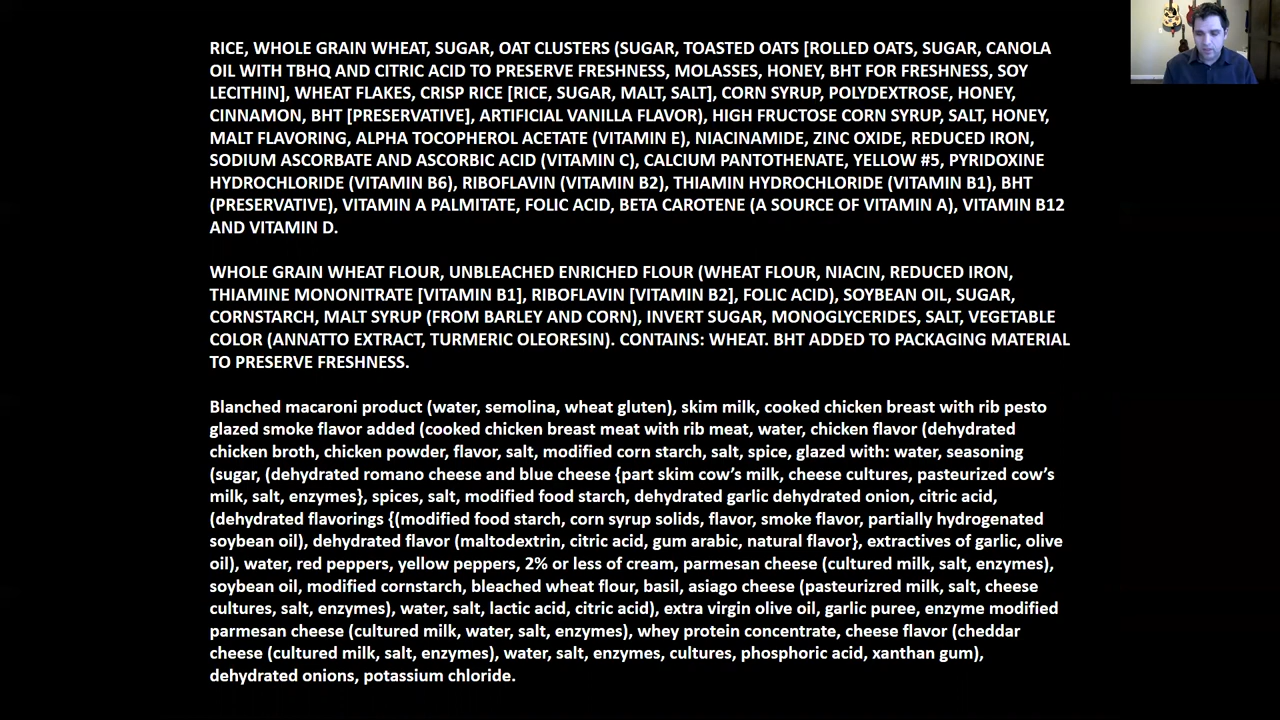 RICE, WHOLE GRAIN WHEAT, SUGAR, OAT CLUSTERS (SUGAR, TOASTED OATS [ROLLED OATS, SUGAR, CANOLA
OIL WITH TBHQ AND CITRIC ACID TO PRESERVE FRESHNESS, MOLASSES, HONEY, BHT FOR FRESHNESS, SOY
LECITHIN], WHEAT FLAKES, CRISP RICE [RICE, SUGAR, MALT, SALT], CORN SYRUP, POLYDEXTROSE, HONEY,
CINNAMON, BHT [PRESERVATIVE], ARTIFICIAL VANILLA FLAVOR), HIGH FRUCTOSE CORN SYRUP, SALT, HONEY,
MALT FLAVORING, ALPHA TOCOPHEROL ACETATE (VITAMIN E), NIACINAMIDE, ZINC OXIDE, REDUCED IRON,
SODIUM ASCORBATE AND ASCORBIC ACID (VITAMIN C), CALCIUM PANTOTHENATE, YELLOW #5, PYRIDOXINE
HYDROCHLORIDE (VITAMIN B6), RIBOFLAVIN (VITAMIN B2), THIAMIN HYDROCHLORIDE (VITAMIN B1), BHT
(PRESERVATIVE), VITAMIN A PALMITATE, FOLIC ACID, BETA CAROTENE (A SOURCE OF VITAMIN A), VITAMIN B12
AND VITAMIN D.
WHOLE GRAIN WHEAT FLOUR, UNBLEACHED ENRICHED FLOUR (WHEAT FLOUR, NIACIN, REDUCED IRON,
THIAMINE MONONITRATE [VITAMIN B1], RIBOFLAVIN [VITAMIN B2], FOLIC ACID), SOYBEAN OIL, SUGAR,
CORNSTARCH, MALT SYRUP (FROM BARLEY AND CORN), INVERT SUGAR, MONOGLYCERIDES, SALT, VEGETABLE
COLOR (ANNATTO EXTRACT, TURMERIC OLEORESIN). CONTAINS: WHEAT. BHT ADDED TO PACKAGING MATERIAL
TO PRESERVE FRESHNESS.
Blanched macaroni product (water, semolina, wheat gluten), skim milk, cooked chicken breast with rib pesto
glazed smoke flavor added (cooked chicken breast meat with rib meat, water, chicken flavor (dehydrated
chicken broth, chicken powder, flavor, salt, modified corn starch, salt, spice, glazed with: water, seasoning
(sugar, (dehydrated romano cheese and blue cheese {part skim cow's milk, cheese cultures, pasteurized cow's
milk, salt, enzymes}, spices, salt, modified food starch, dehydrated garlic dehydrated onion, citric acid,
(dehydrated flavorings {(modified food starch, corn syrup solids, flavor, smoke flavor, partially hydrogenated
soybean oil), dehydrated flavor (maltodextrin, citric acid, gum arabic, natural flavor}, extractives of garlic, olive
oil), water, red peppers, yellow peppers, 2% or less of cream, parmesan cheese (cultured milk, salt, enzymes),
soybean oil, modified cornstarch, bleached wheat flour, basil, asiago cheese (pasteurizred milk, salt, cheese
cultures, salt, enzymes), water, salt, lactic acid, citric acid), extra virgin olive oil, garlic puree, enzyme modified
parmesan cheese (cultured milk, water, salt, enzymes), whey protein concentrate, cheese flavor (cheddar
cheese (cultured milk, salt, enzymes), water, salt, enzymes, cultures, phosphoric acid, xanthan gum),
dehydrated onions, potassium chloride.